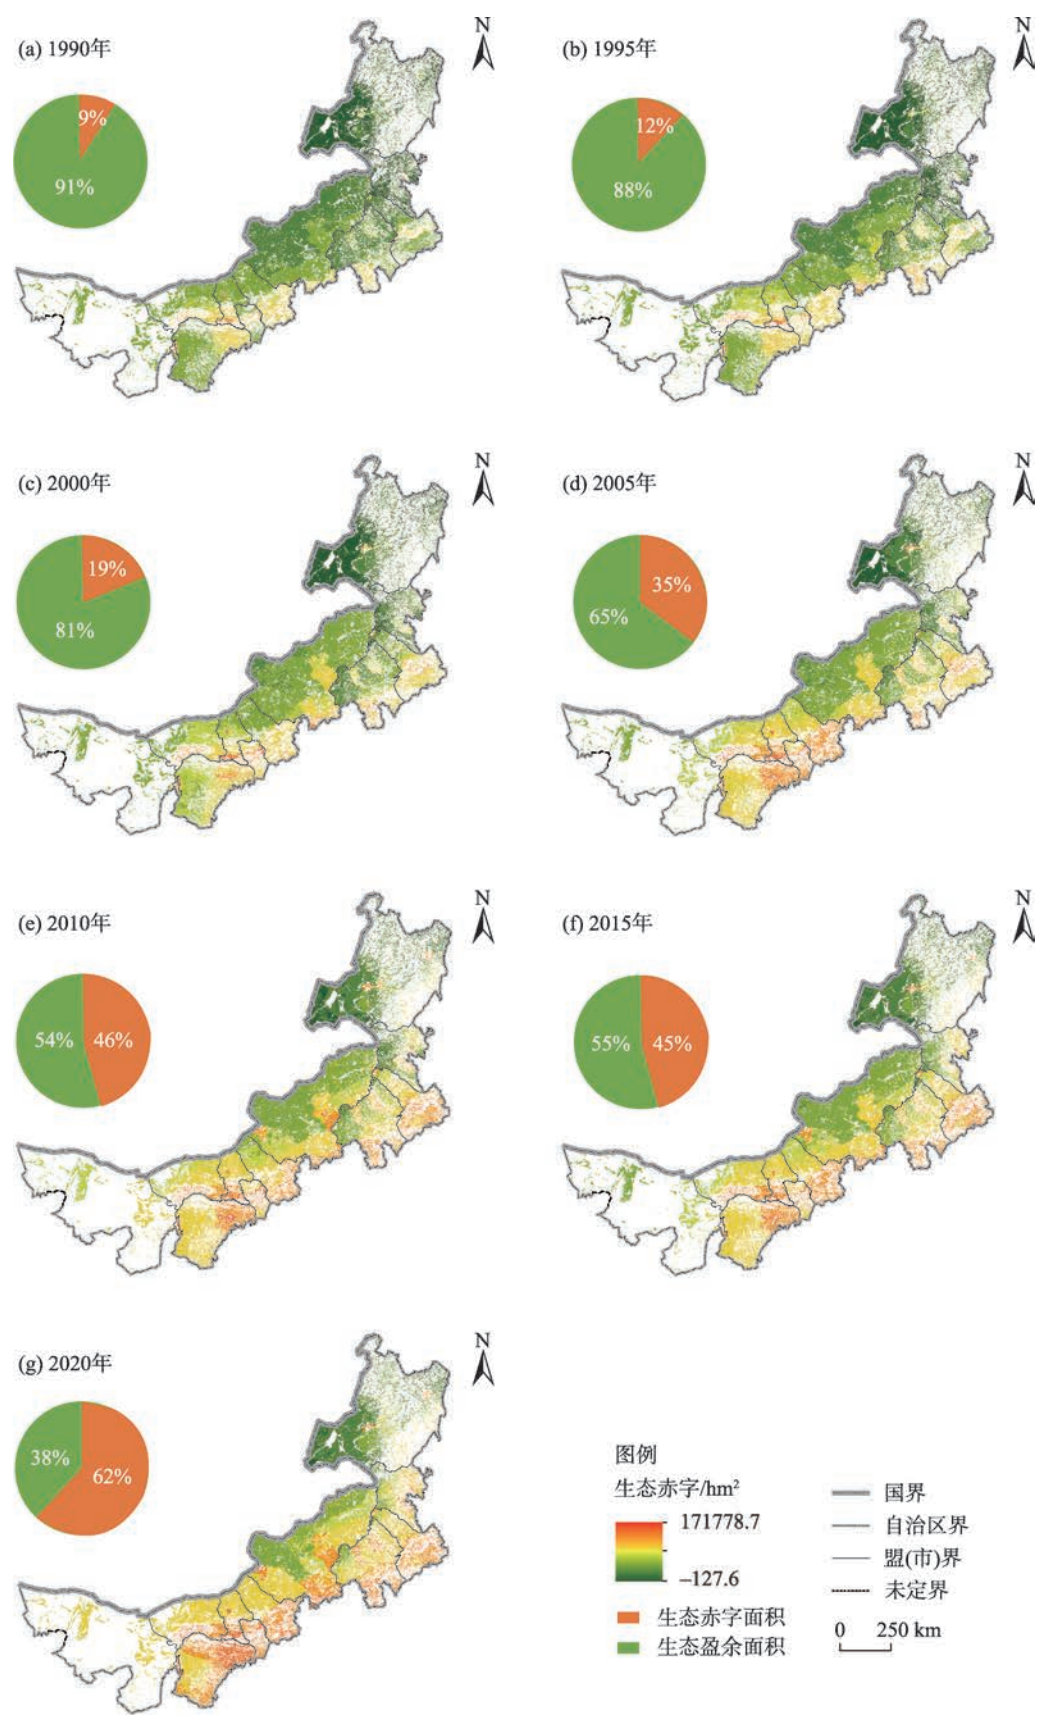 (a) 1990年
N
9%
91%
(b) 1995年
N
12%
88%
(c) 2000年
N
19%
81%
(d) 2005年
N
35%
65%
(e) 2010年
N
54%
46%
(f) 2015年
N
55%
45%
(g) 2020年
N
38%
62%
图例
生态赤字/hm²
171778.7
−127.6
生态赤字面积
生态盈余面积
国界
自治区界
盟(市)界
未定界
0 250 km